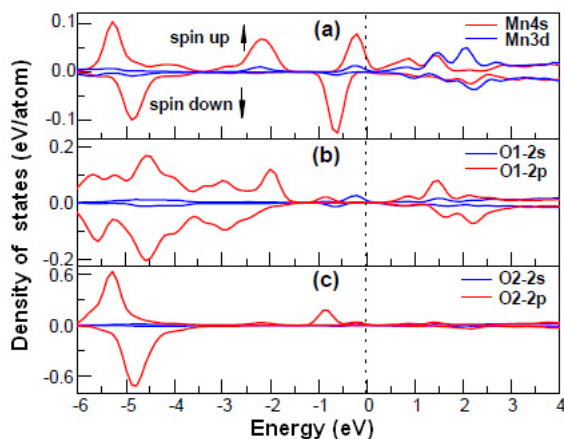 0.1
0.0
-0.1
spin up
spin down
(a)
Mn4s
Mn3d
0.2
0.0
-0.2
(b)
O1-2s
O1-2p
0.6
0.0
-0.6
(c)
O2-2s
O2-2p
-6 -5 -4 -3 -2 -1 0 1 2 3 4
Energy (eV)
Density of states (eV/atom)